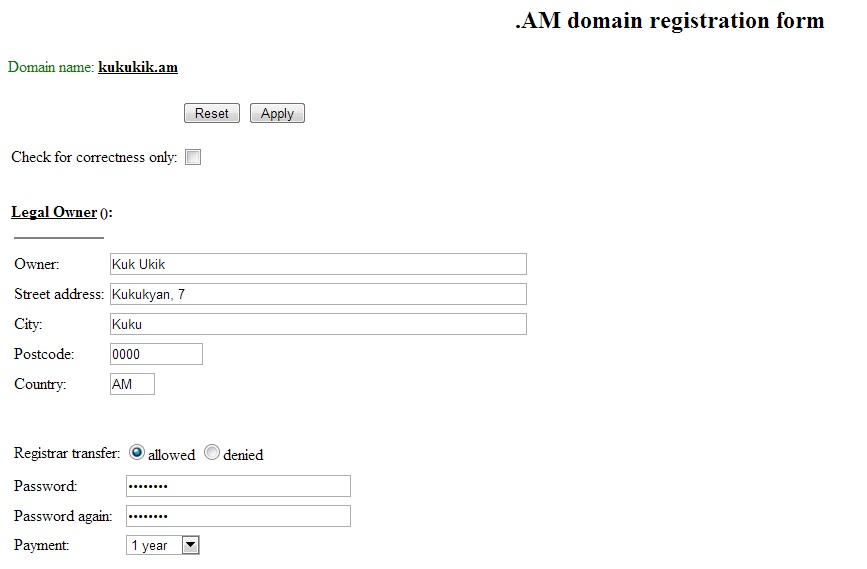 .AM domain registration form
Domain name: kukukik.am
Reset Apply
Check for correctness only:
Legal Owner ():
Owner: Kuk Ukik
Street address: Kukukyan, 7
City: Kuku
Postcode: 0000
Country: AM
Registrar transfer: allowed denied
Password: ••••••••
Password again: ••••••••
Payment: 1 year